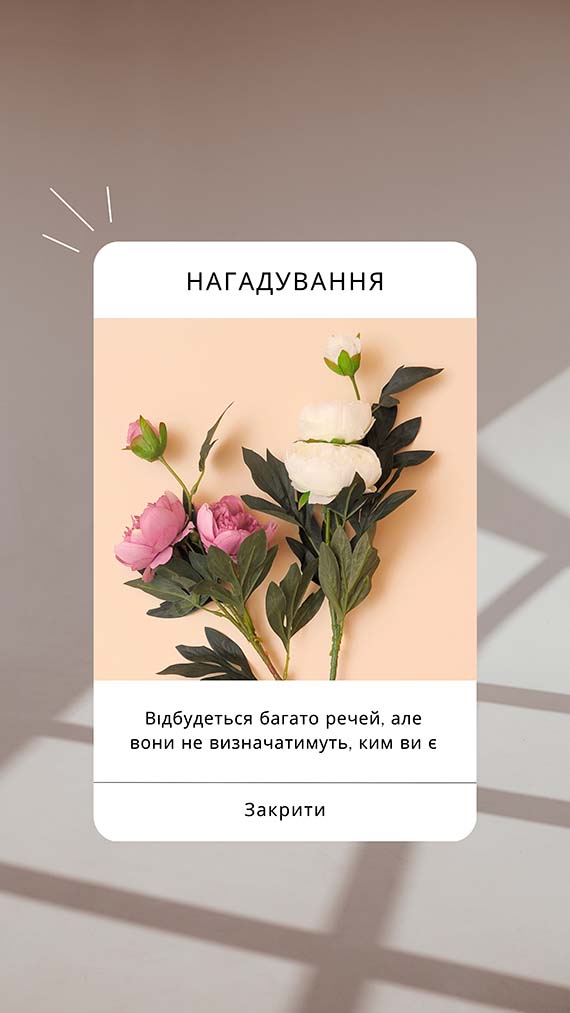 НАГАДУВАННЯ
Відбудеться багато речей, але
вони не визначатимуть, ким ви є
Закрити